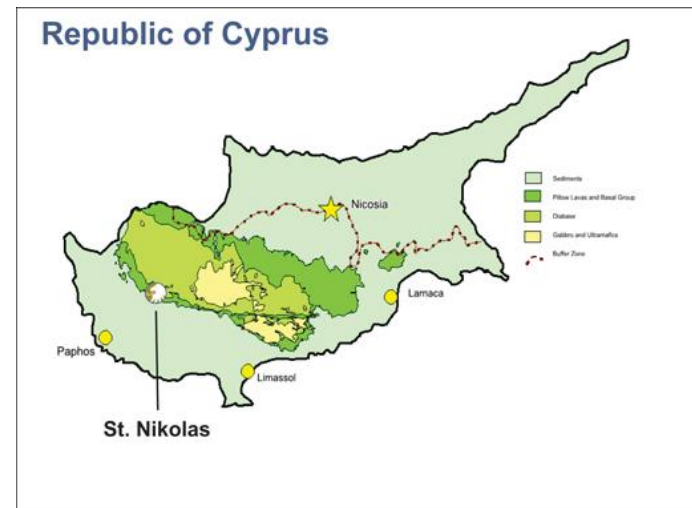 Republic of Cyprus
Nicosia
Sediments
Pillow Lavas and Basal Group
Diabase
Gabbro and Ultramafics
Buffer Zone
Larnaca
Paphos
Limassol
St. Nikolas